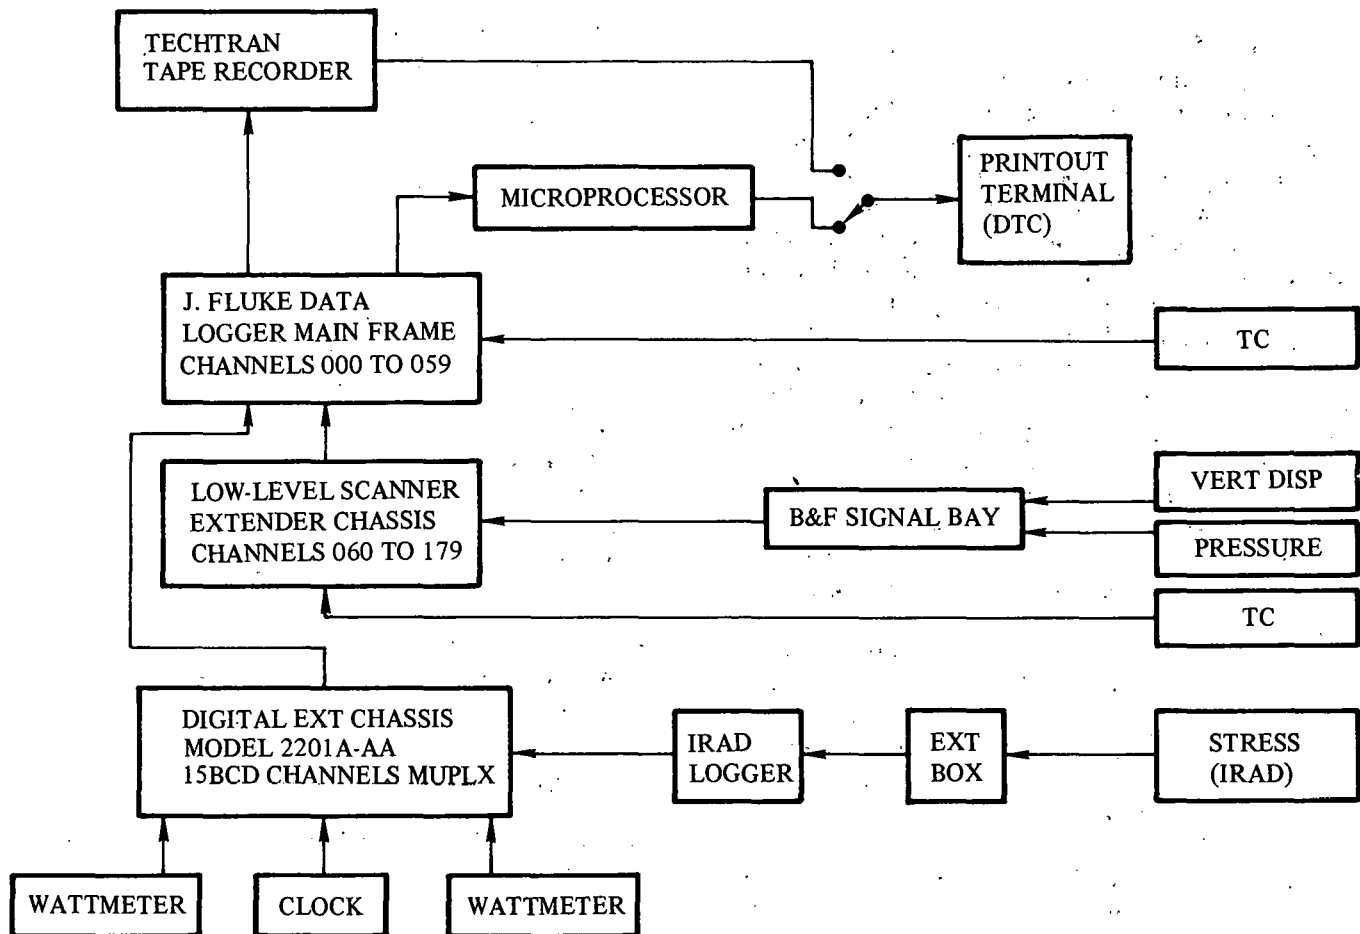 TECHTRAN
TAPE RECORDER
MICROPROCESSOR
PRINTOUT
TERMINAL
(DTC)
J. FLUKE DATA
LOGGER MAIN FRAME
CHANNELS 000 TO 059
TC
LOW-LEVEL SCANNER
EXTENDER CHASSIS
CHANNELS 060 TO 179
B&F SIGNAL BAY
VERT DISP
PRESSURE
TC
DIGITAL EXT CHASSIS
MODEL 2201A-AA
15BCD CHANNELS MUPLX
IRAD
LOGGER
EXT
BOX
STRESS
(IRAD)
WATTMETER
CLOCK
WATTMETER